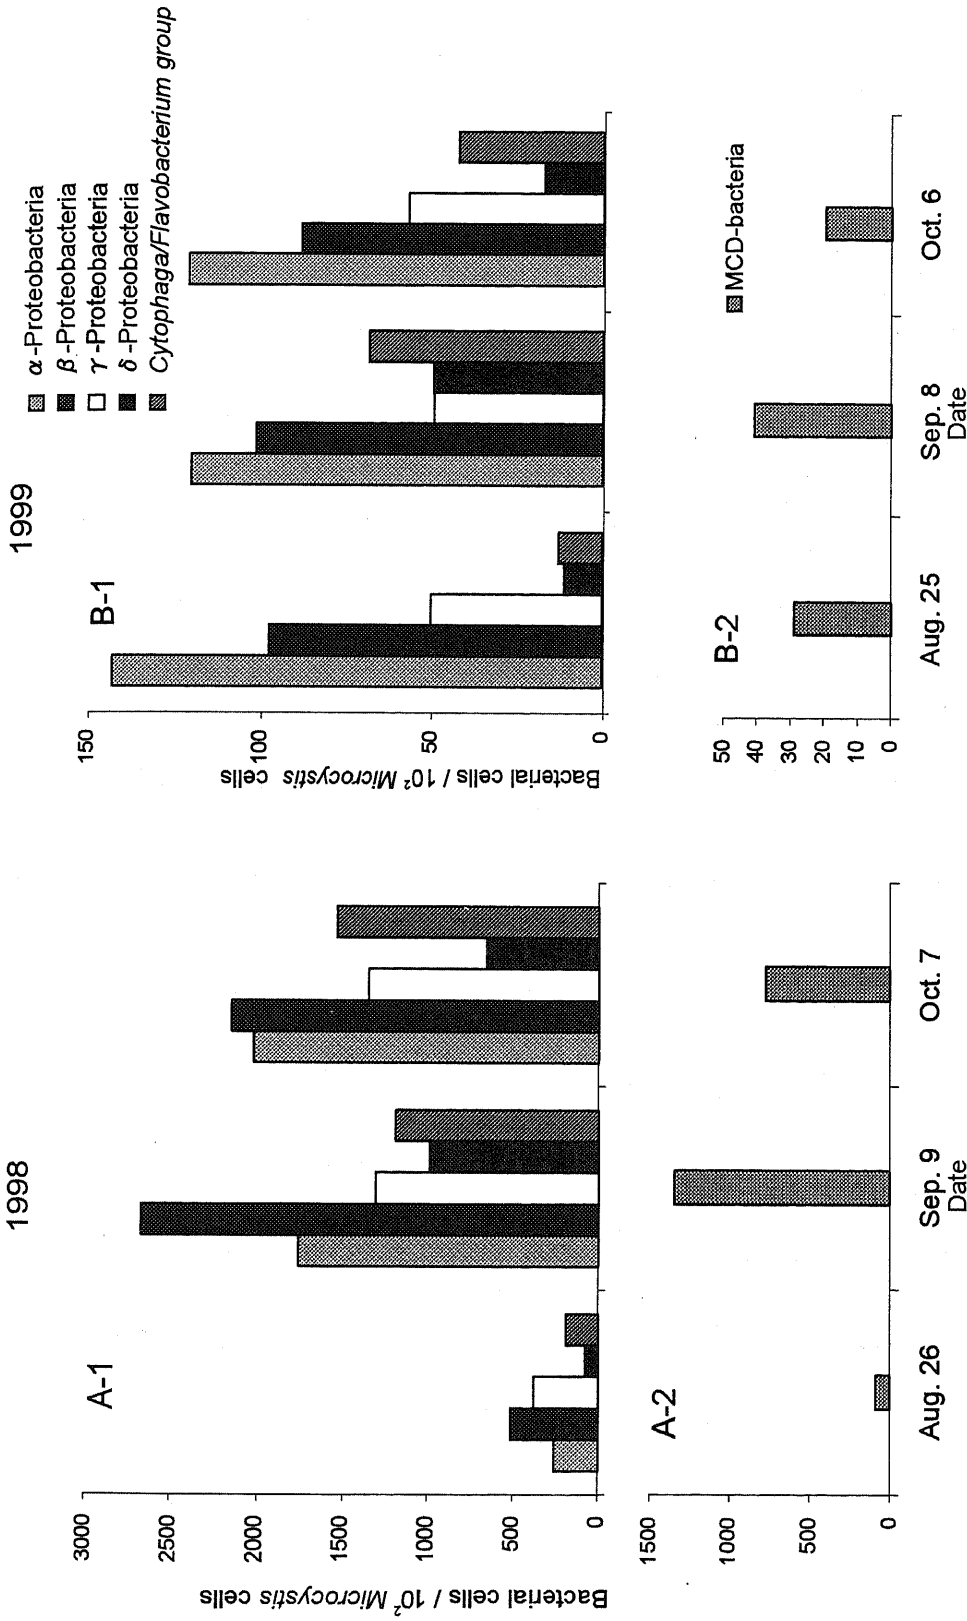 1998
A-1
3000
2500
2000
1500
1000
500
0
Bacterial cells / 10² Microcystis cells
A-2
1500
1000
500
0
Aug. 26
Sep. 9
Oct. 7
Date
1999
α-Proteobacteria
β-Proteobacteria
γ-Proteobacteria
δ-Proteobacteria
Cytophaga/Flavobacterium group
B-1
150
100
50
0
Bacterial cells / 10² Microcystis cells
B-2
MCD-bacteria
50
40
30
20
10
0
Aug. 25
Sep. 8
Oct. 6
Date